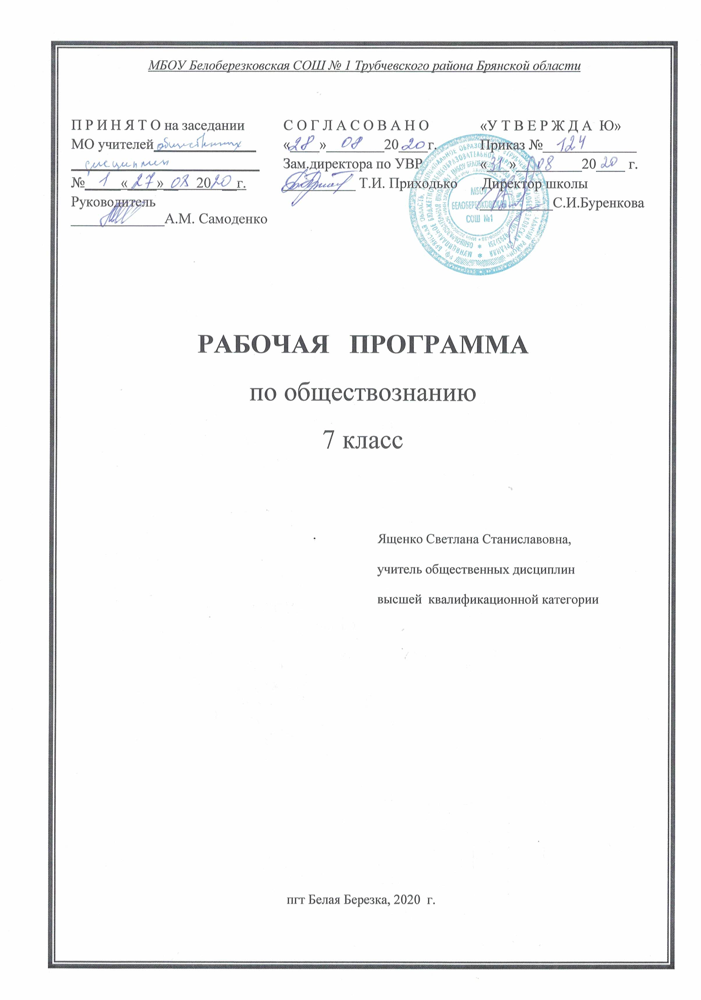 МБОУ Белоберезковская СОШ № 1 Трубчевского района Брянской области
П Р И Н Я Т О на заседании
МО учителей общественных
дисциплин
№ 1 « 27 » 08 2020 г.
Руководитель
А.М. Самоденко
С О Г Л А С О В А Н О
«28» 08 2020 г.
Зам.директора по УВР
Т.И. Приходько
«У Т В Е Р Ж Д А Ю»
Приказ № 124
«31» 08 2020 г.
Директор школы
С.И.Буренкова
БЕЛОБЕРЕЗКОВСКАЯ
СОШ №1
РАБОЧАЯ ПРОГРАММА
по обществознанию
7 класс
Ященко Светлана Станиславовна,
учитель общественных дисциплин
высшей квалификационной категории
пгт Белая Березка, 2020 г.